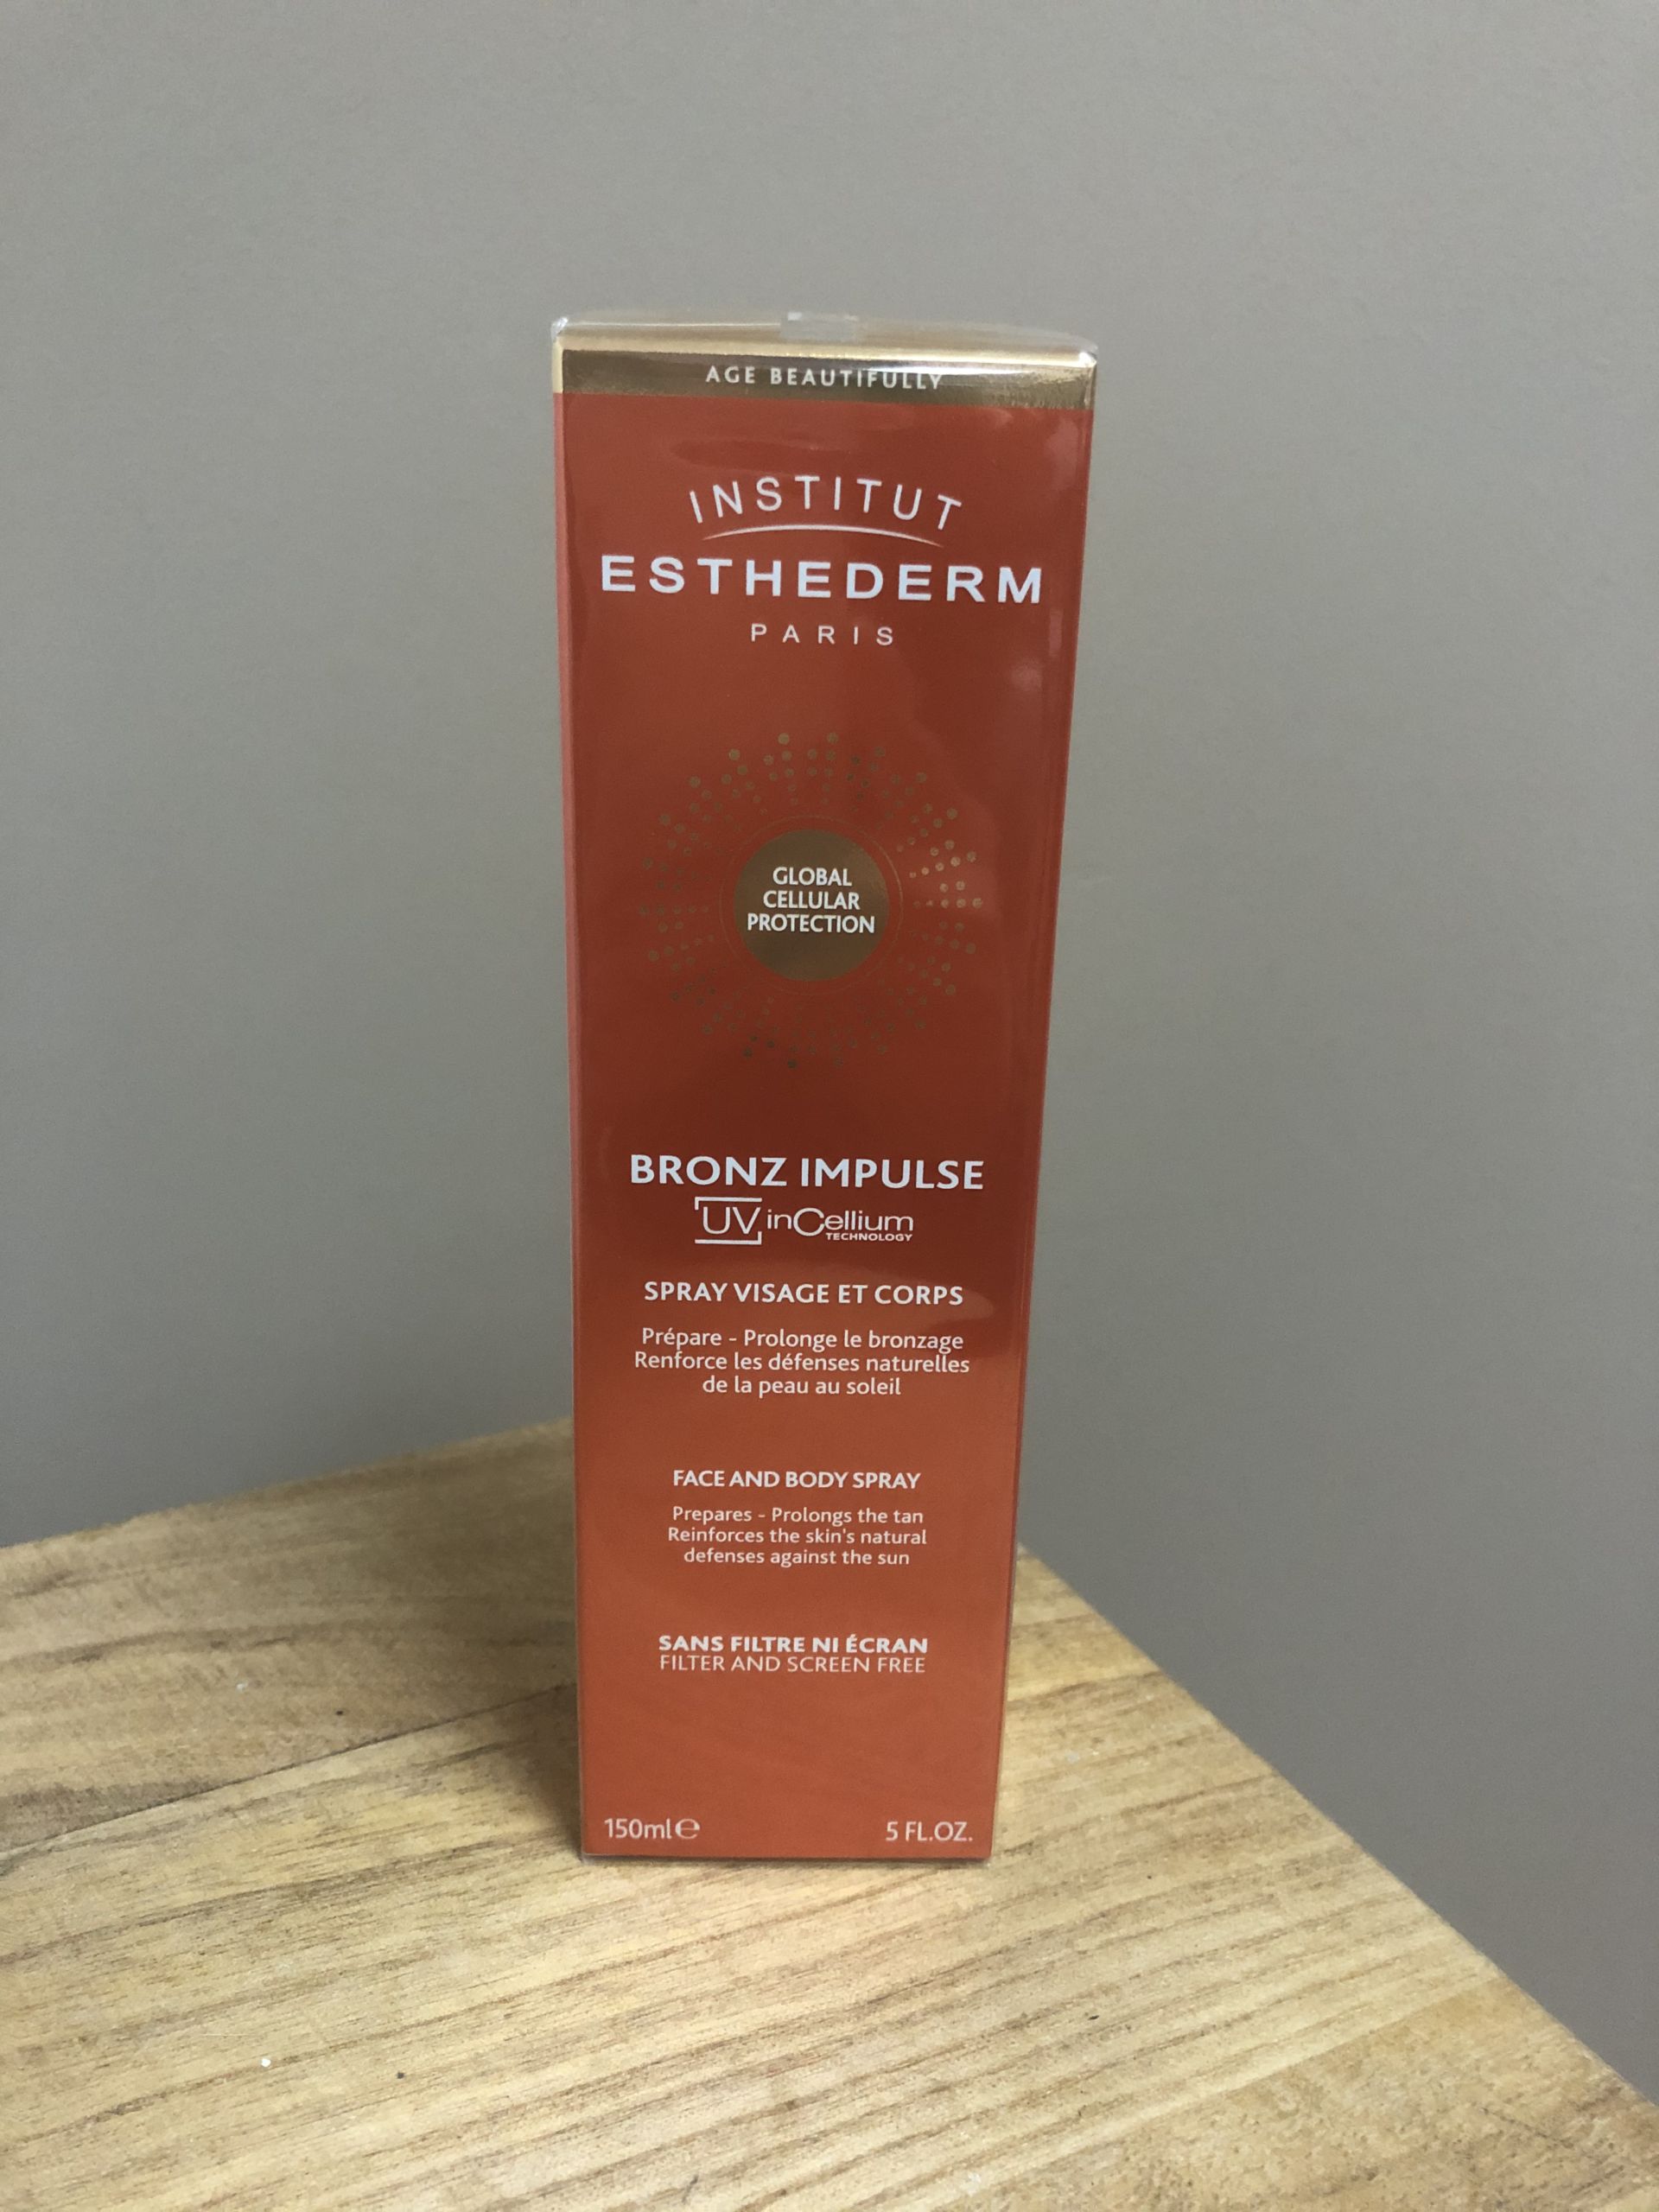 AGE BEAUTIFULLY
INSTITUT
ESTHEDERM
PARIS
GLOBAL
CELLULAR
PROTECTION
BRONZ IMPULSE
UV inCellium
TECHNOLOGY
SPRAY VISAGE ET CORPS
Prépare - Prolonge le bronzage
Renforce les défenses naturelles
de la peau au soleil
FACE AND BODY SPRAY
Prepares - Prolongs the tan
Reinforces the skin's natural
defenses against the sun
SANS FILTRE NI ÉCRAN
FILTER AND SCREEN FREE
150ml ℮ 5 FL.OZ.